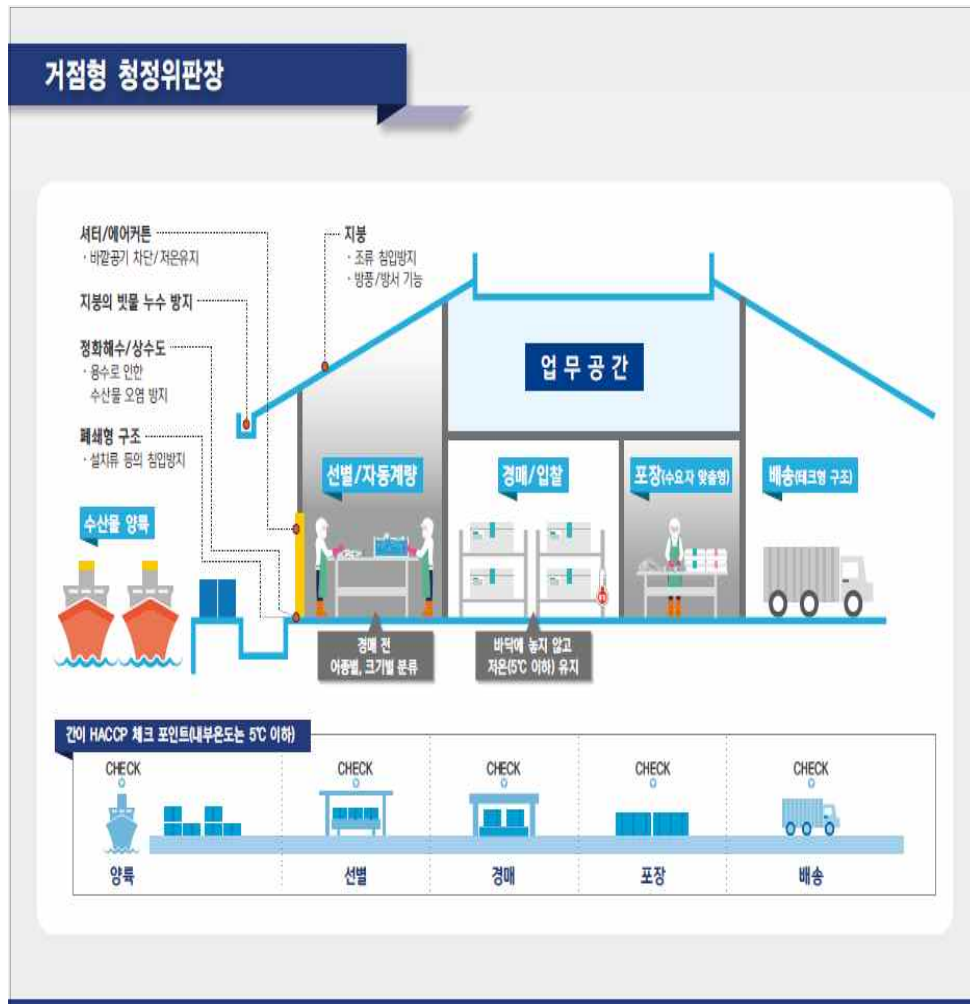 거점형 청정위판장
셔터/에어커튼
· 바깥공기 차단/저온유지
지붕의 빗물 누수 방지
정화해수/상수도
· 용수로 인한
수산물 오염 방지
폐쇄형 구조
· 설치류 등의 침입방지
지붕
· 조류 침입방지
· 방풍/방서 기능
업무공간
수산물 양륙
선별/자동계량
경매/입찰
포장(수요자 맞춤형)
배송(테크형 구조)
경매 전
어종별, 크기별 분류
바닥에 놓지 않고
저온(5℃ 이하) 유지
간이 HACCP 체크 포인트(내부온도는 5℃ 이하)
CHECK
CHECK
CHECK
CHECK
CHECK
양륙
선별
경매
포장
배송